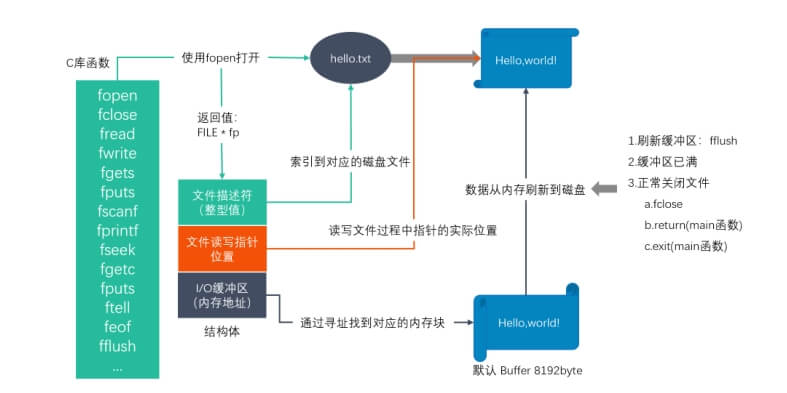 C库函数
fopen
fclose
fread
fwrite
fgets
fputs
fscanf
fprintf
fseek
fgetc
fputs
ftell
feof
fflush
...
使用fopen打开
hello.txt
Hello,world!
返回值：
FILE * fp
索引到对应的磁盘文件
文件描述符
（整型值）
文件读写指针
位置
I/O缓冲区
（内存地址）
结构体
读写文件过程中指针的实际位置
通过寻址找到对应的内存块
数据从内存刷新到磁盘
1.刷新缓冲区：fflush
2.缓冲区已满
3.正常关闭文件
a.fclose
b.return(main函数)
c.exit(main函数)
Hello,world!
默认 Buffer 8192byte